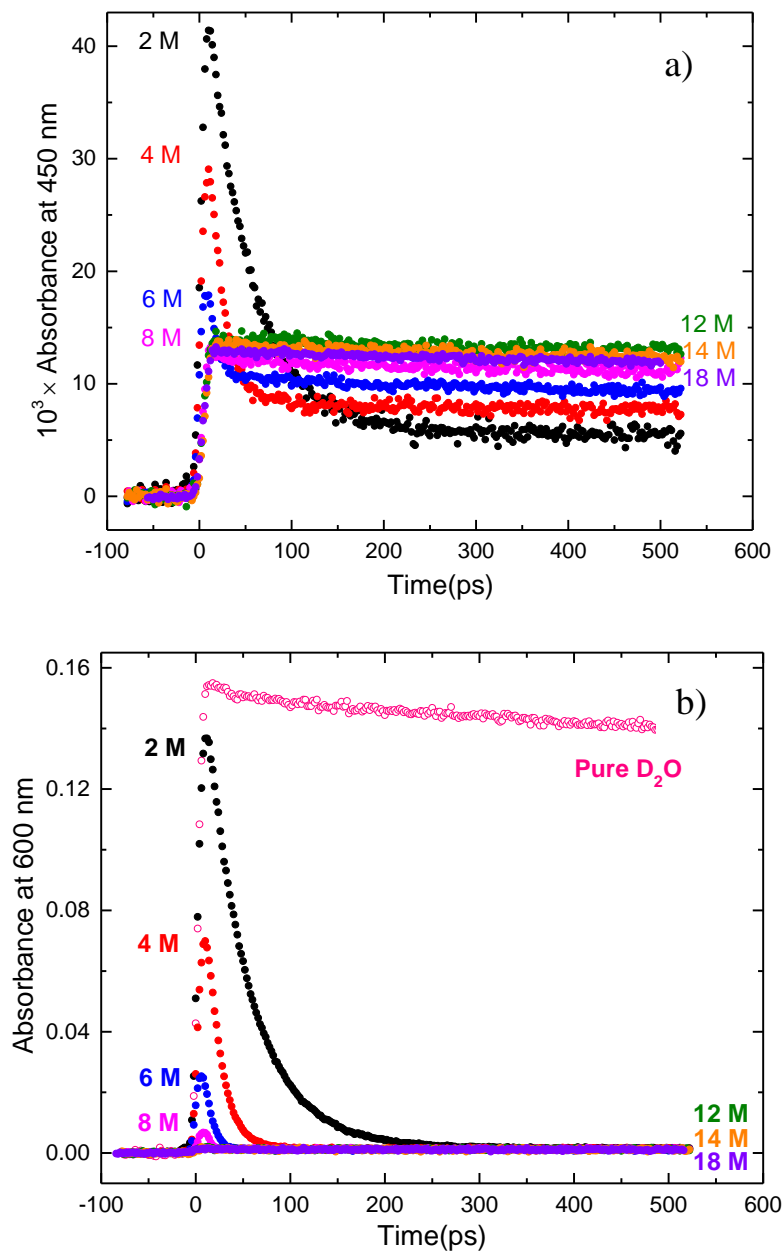 a)
40
30
20
10
0
10³ × Absorbance at 450 nm
2 M
4 M
6 M
8 M
12 M
14 M
18 M
-100 0 100 200 300 400 500 600
Time(ps)
b)
0.16
0.12
0.08
0.04
0.00
Absorbance at 600 nm
Pure D₂O
2 M
4 M
6 M
8 M
12 M
14 M
18 M
-100 0 100 200 300 400 500 600
Time(ps)